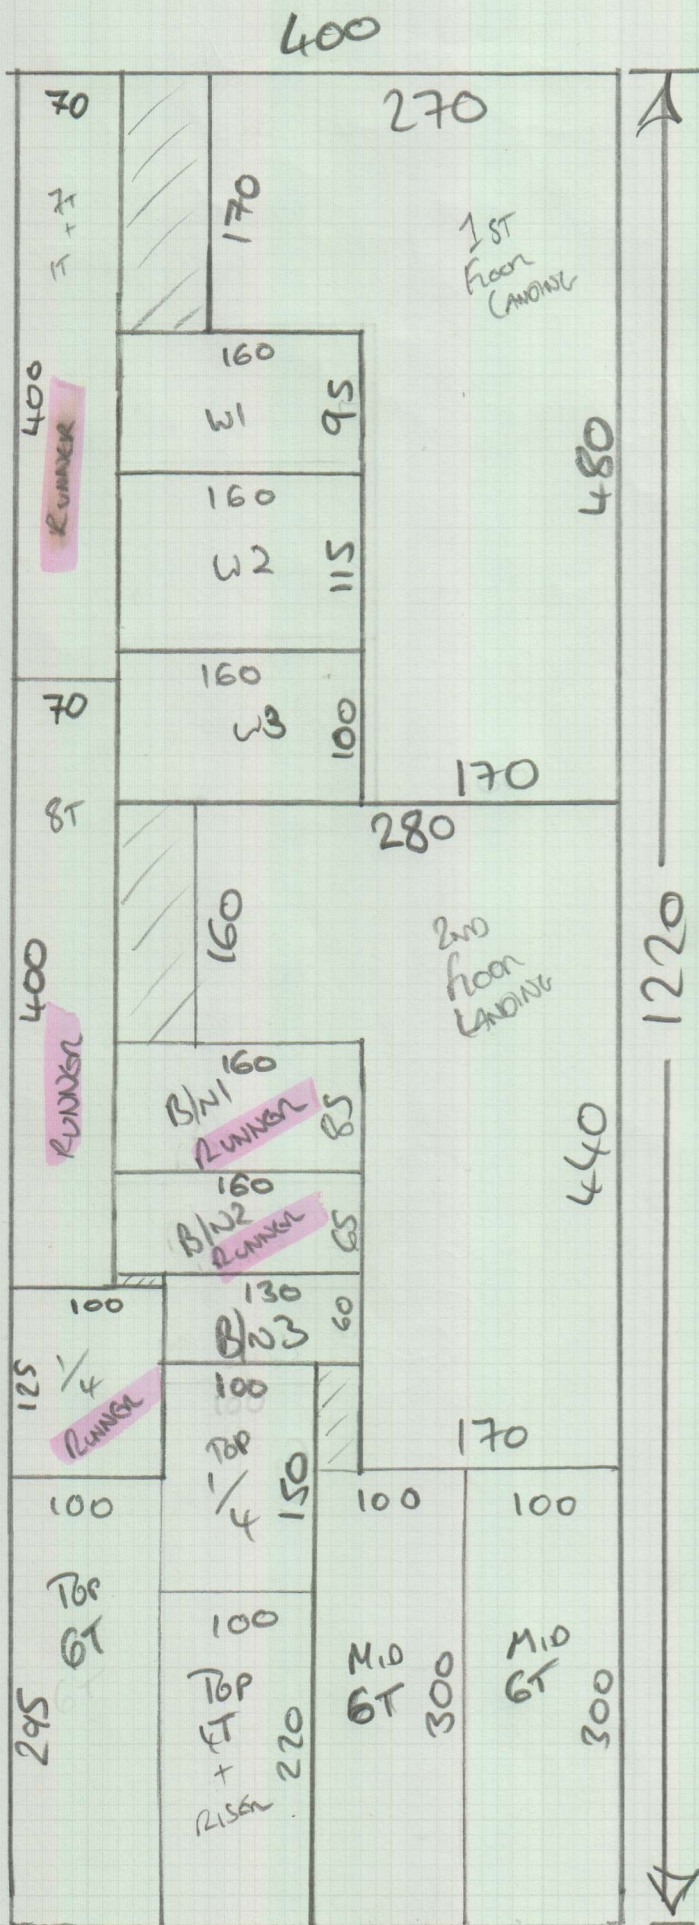 400
70
1T + 7T
400
RUNNER
170
270
1ST
FLOOR
LANDING
480
160
W1
95
160
W2
115
160
W3
100
170
70
8T
400
RUNNER
160
280
2ND
FLOOR
LANDING
440
160
B/N1
RUNNER
85
160
B/N2
RUNNER
65
130
B/N3
60
170
100
125
1/4
RUNNER
100
TOP
1/4
150
100
TOP
6T
295
100
TOP
4T
+
RISER
220
100
MID
6T
300
100
MID
6T
300
1220